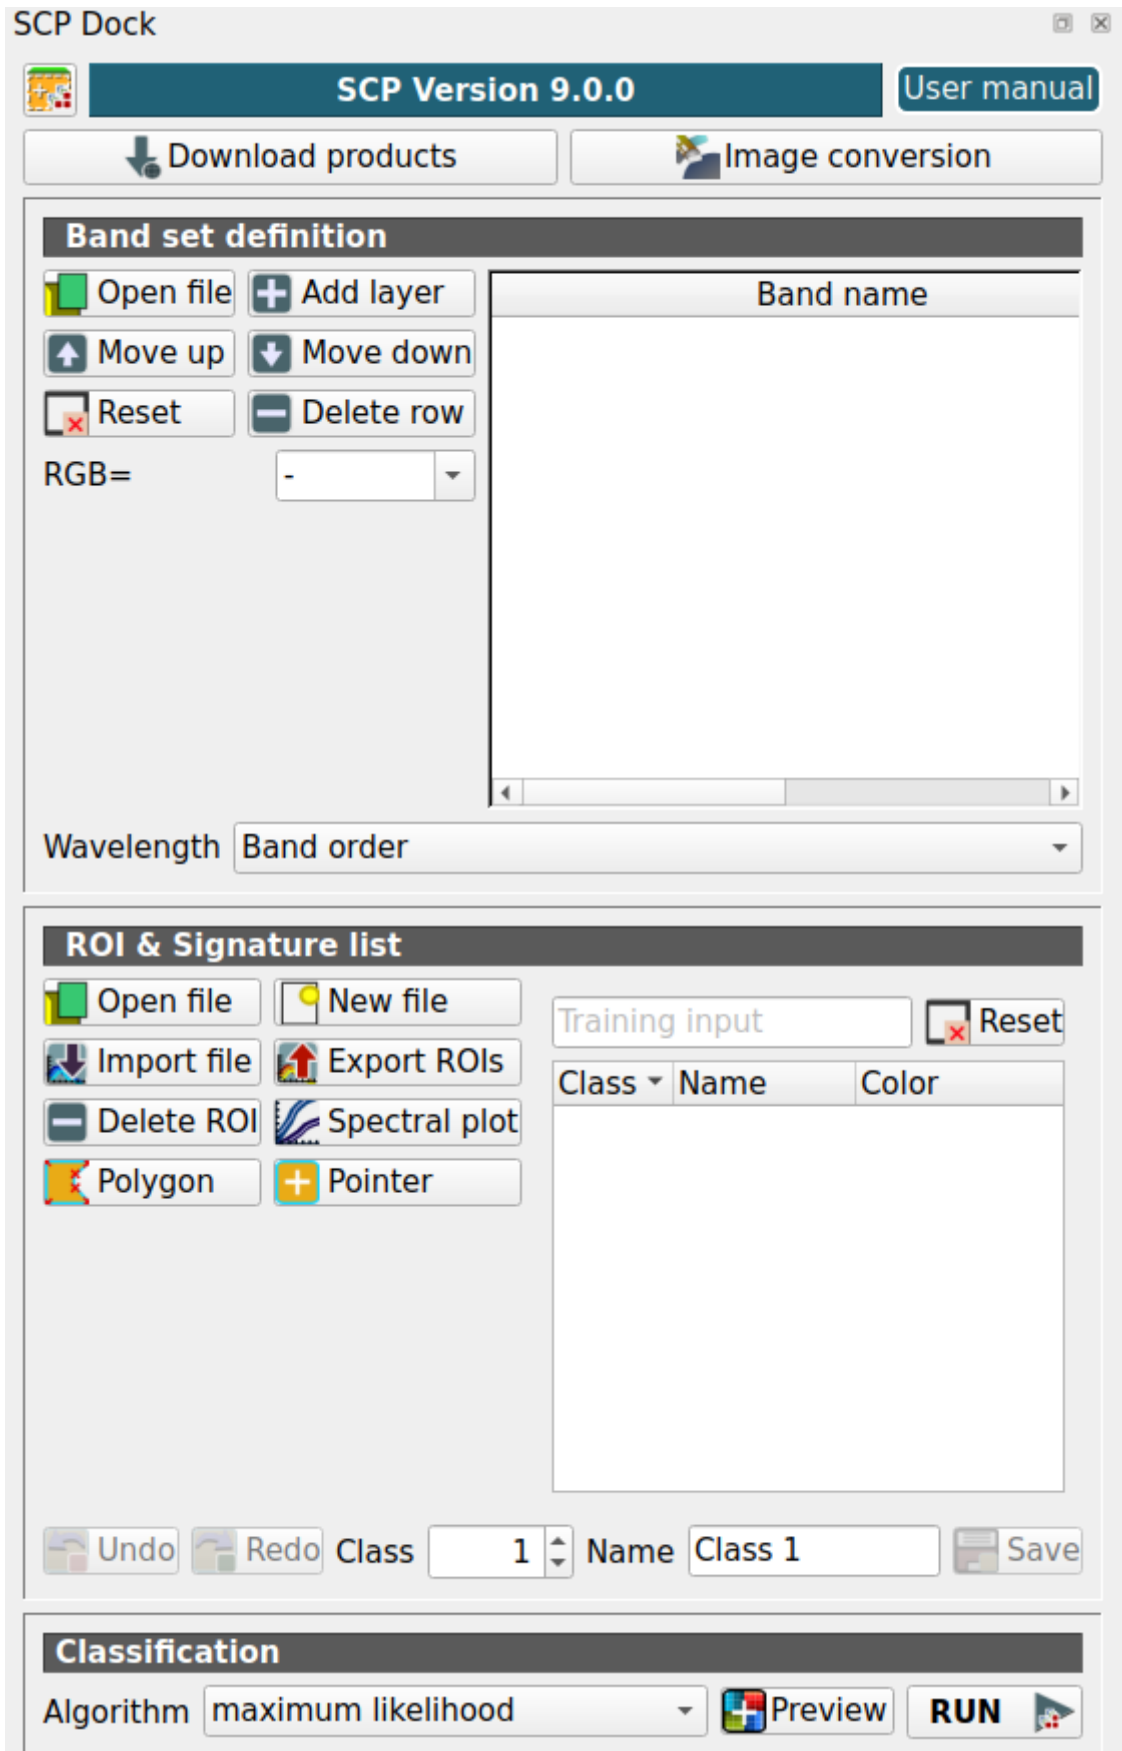 SCP Dock
SCP Version 9.0.0 User manual
Download products Image conversion
Band set definition
Open file Add layer Band name
Move up Move down
Reset Delete row
RGB= -
Wavelength Band order
ROI & Signature list
Open file New file Training input Reset
Import file Export ROIs Class Name Color
Delete ROI Spectral plot
Polygon Pointer
Undo Redo Class 1 Name Class 1 Save
Classification
Algorithm maximum likelihood Preview RUN